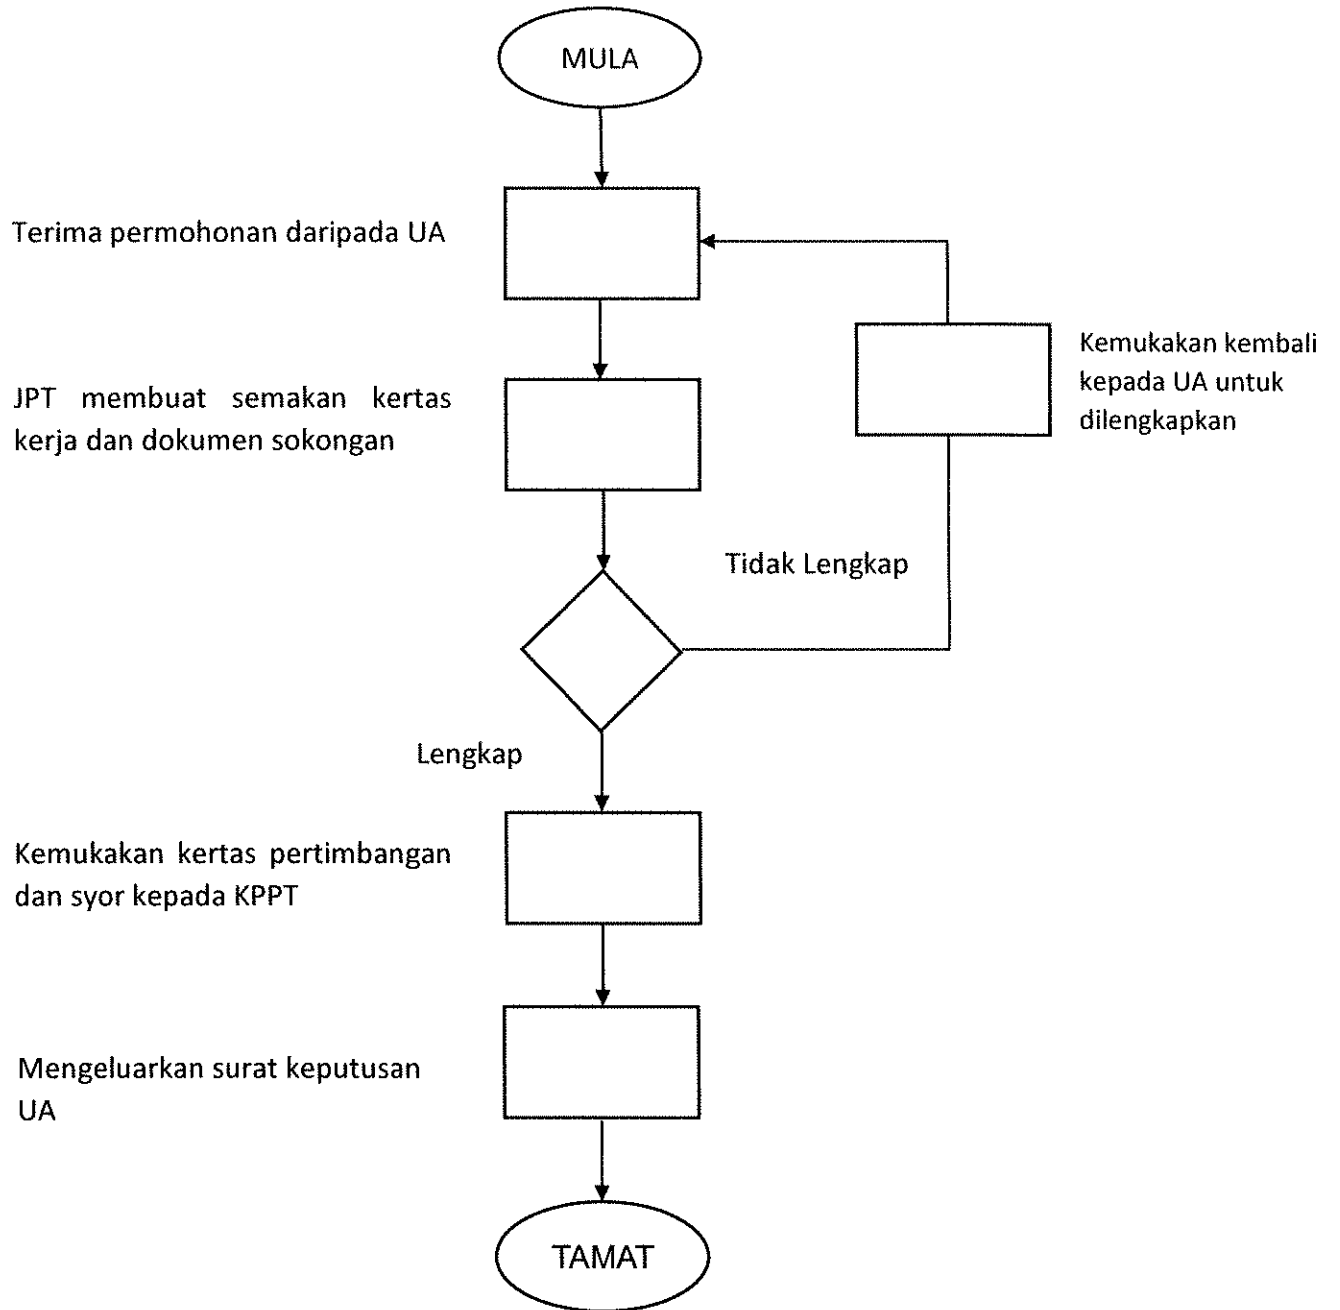 MULA
Terima permohonan daripada UA
Kemukakan kembali
kepada UA untuk
dilengkapkan
JPT membuat semakan kertas
kerja dan dokumen sokongan
Tidak Lengkap
Lengkap
Kemukakan kertas pertimbangan
dan syor kepada KPPT
Mengeluarkan surat keputusan
UA
TAMAT